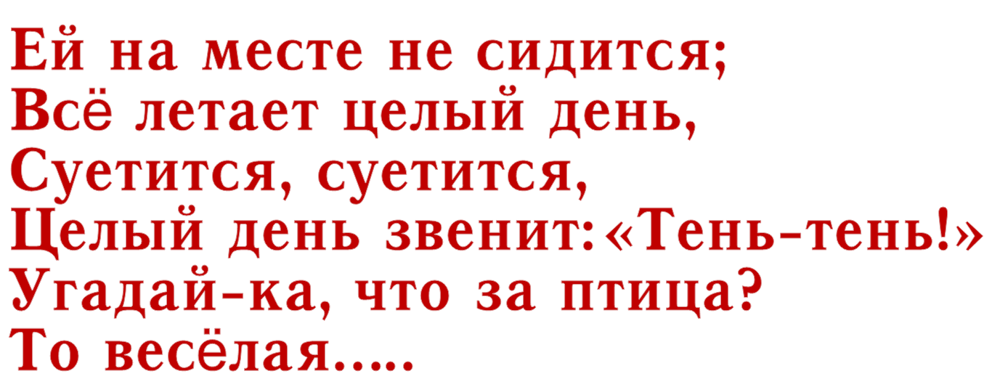 Ей на месте не сидится;
Всё летает целый день,
Суетится, суетится,
Целый день звенит:«Тень-тень!»
Угадай-ка, что за птица?
То весёлая.....